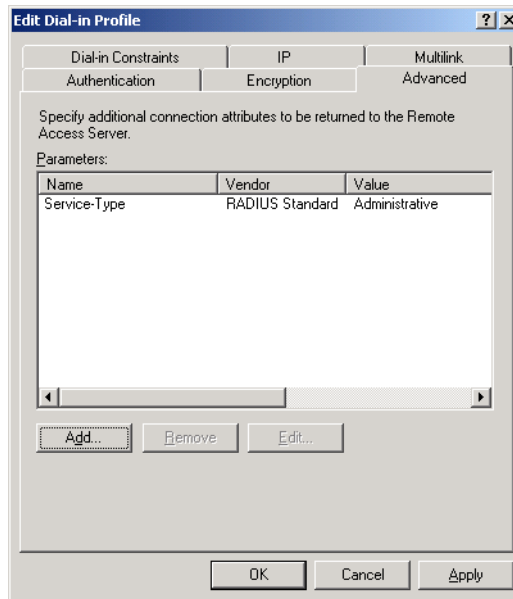 Edit Dial-in Profile
Dial-in Constraints IP Multilink
Authentication Encryption Advanced
Specify additional connection attributes to be returned to the Remote
Access Server.
Parameters:
Name Vendor Value
Service-Type RADIUS Standard Administrative
Add... Remove Edit...
OK Cancel Apply